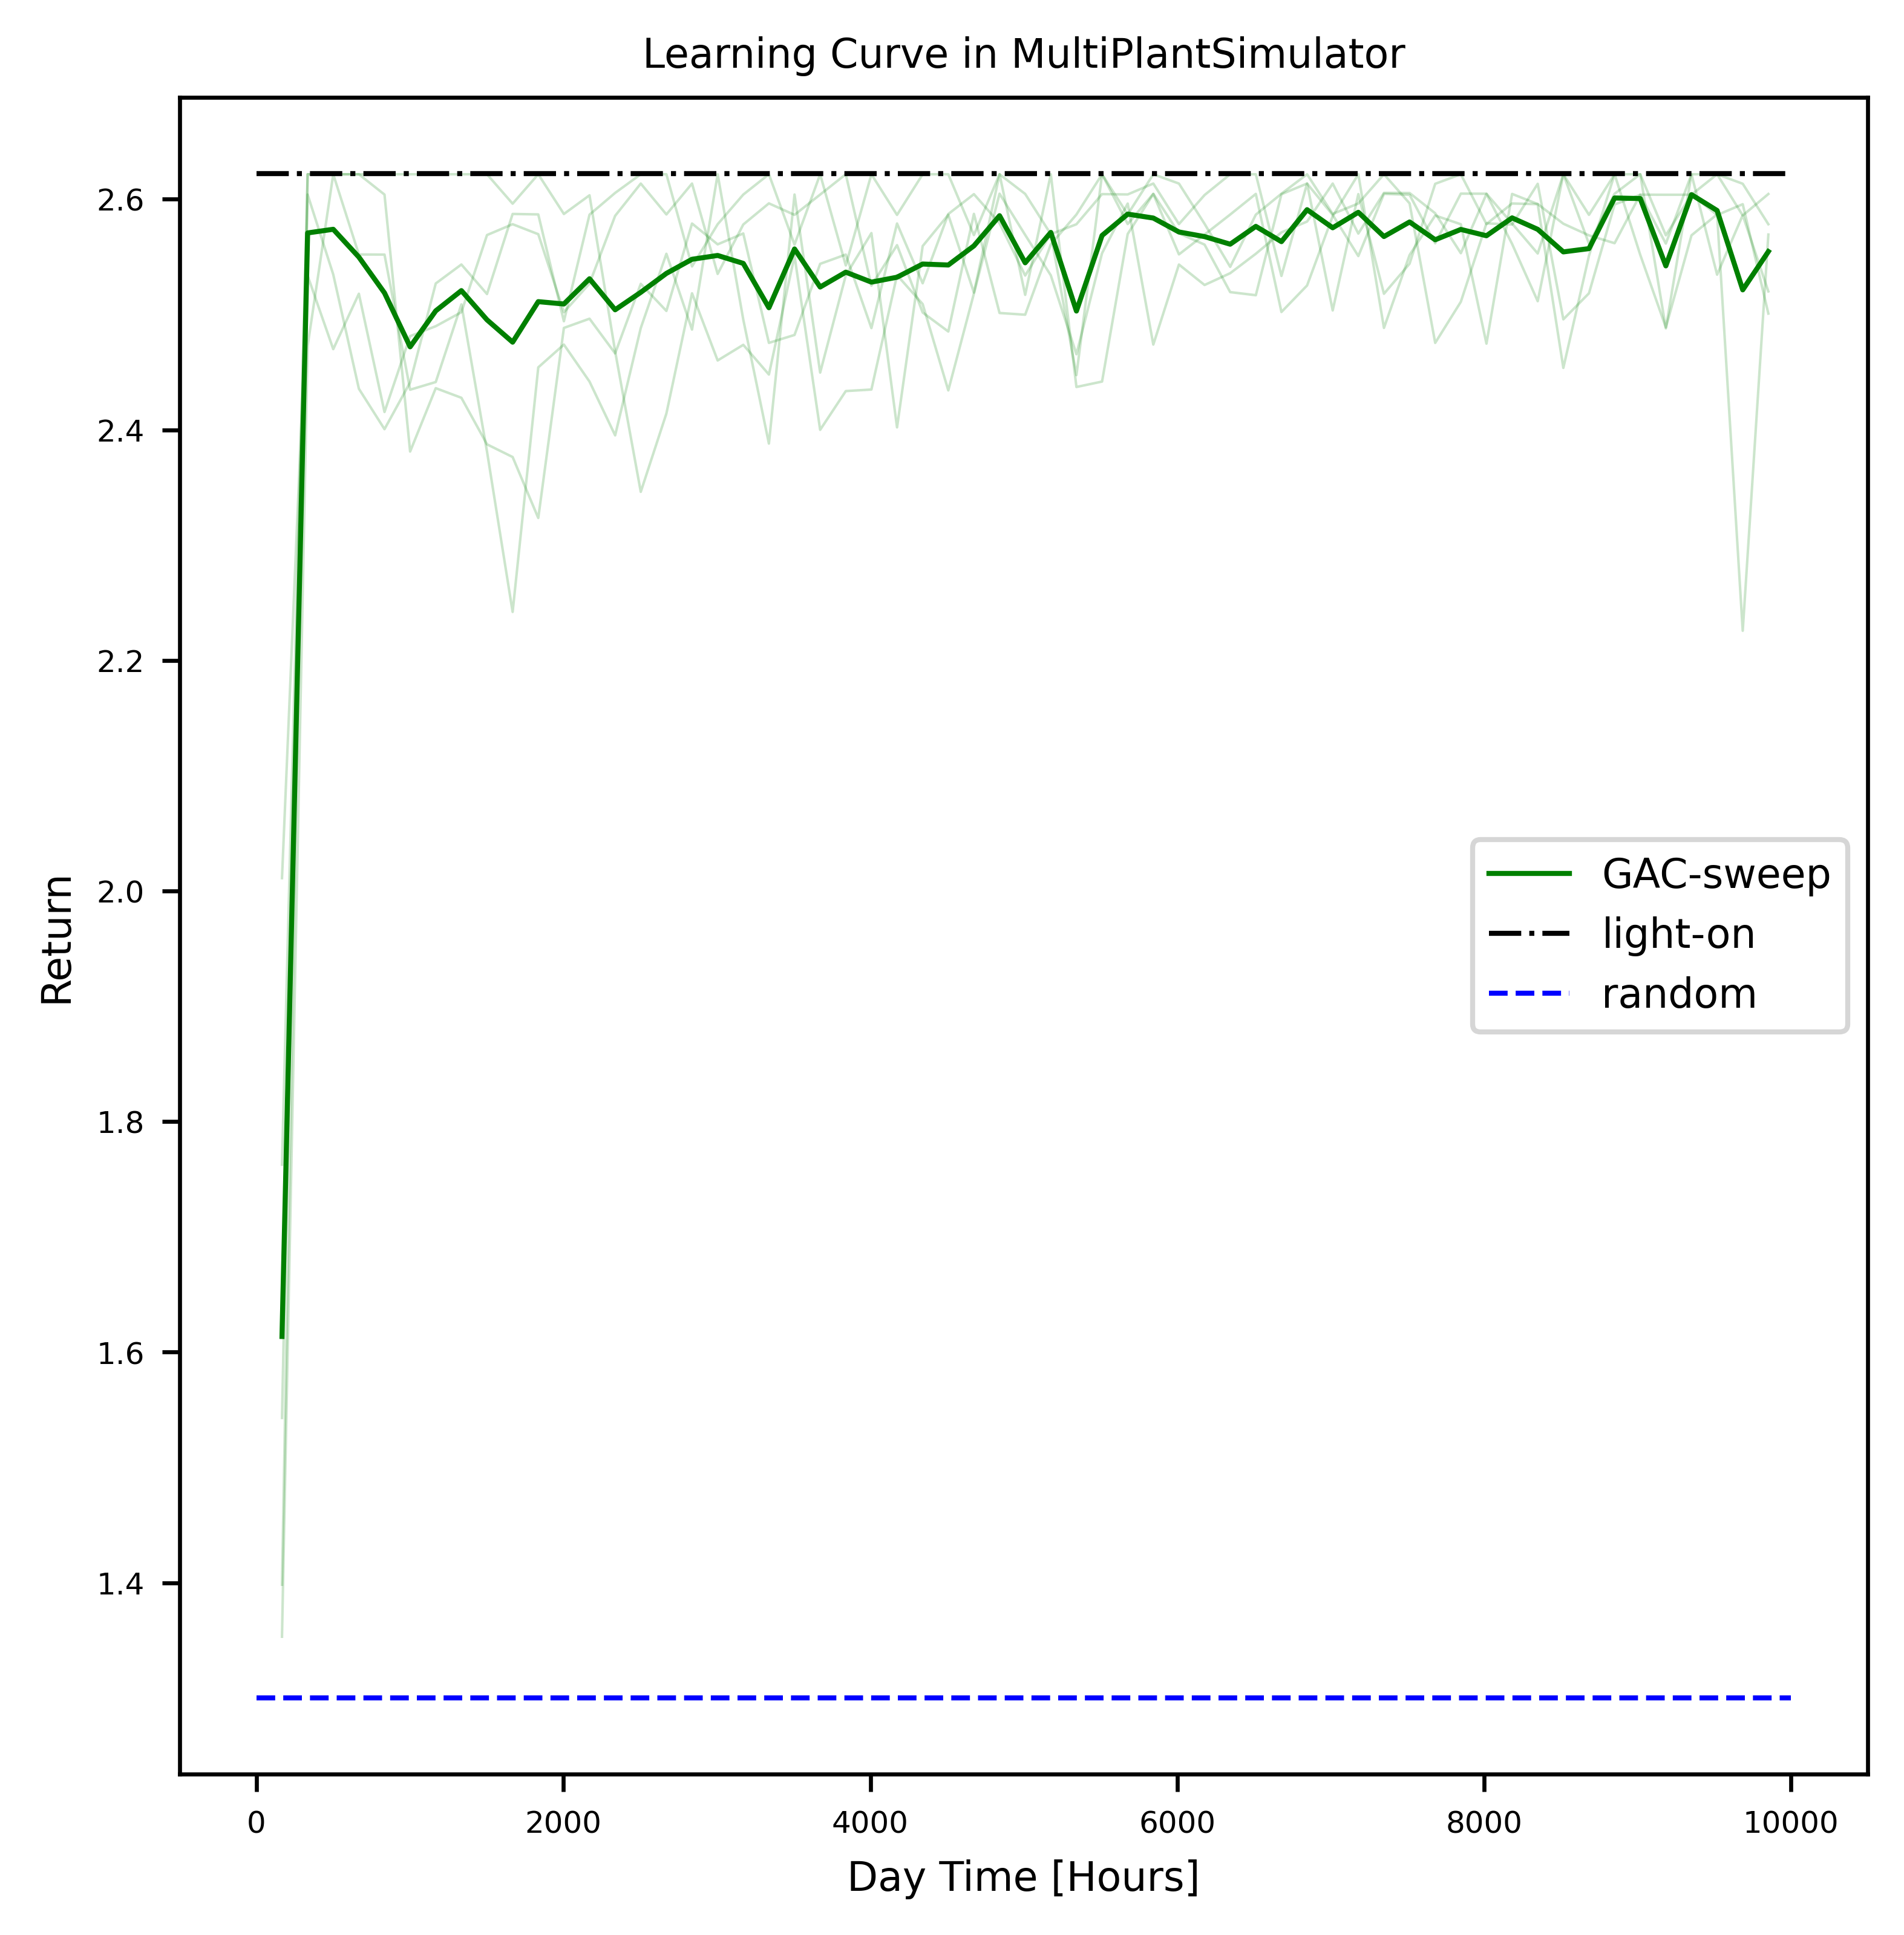 Learning Curve in MultiPlantSimulator
Return
2.6
2.4
2.2
2.0
1.8
1.6
1.4
GAC-sweep
light-on
random
0 2000 4000 6000 8000 10000
Day Time [Hours]